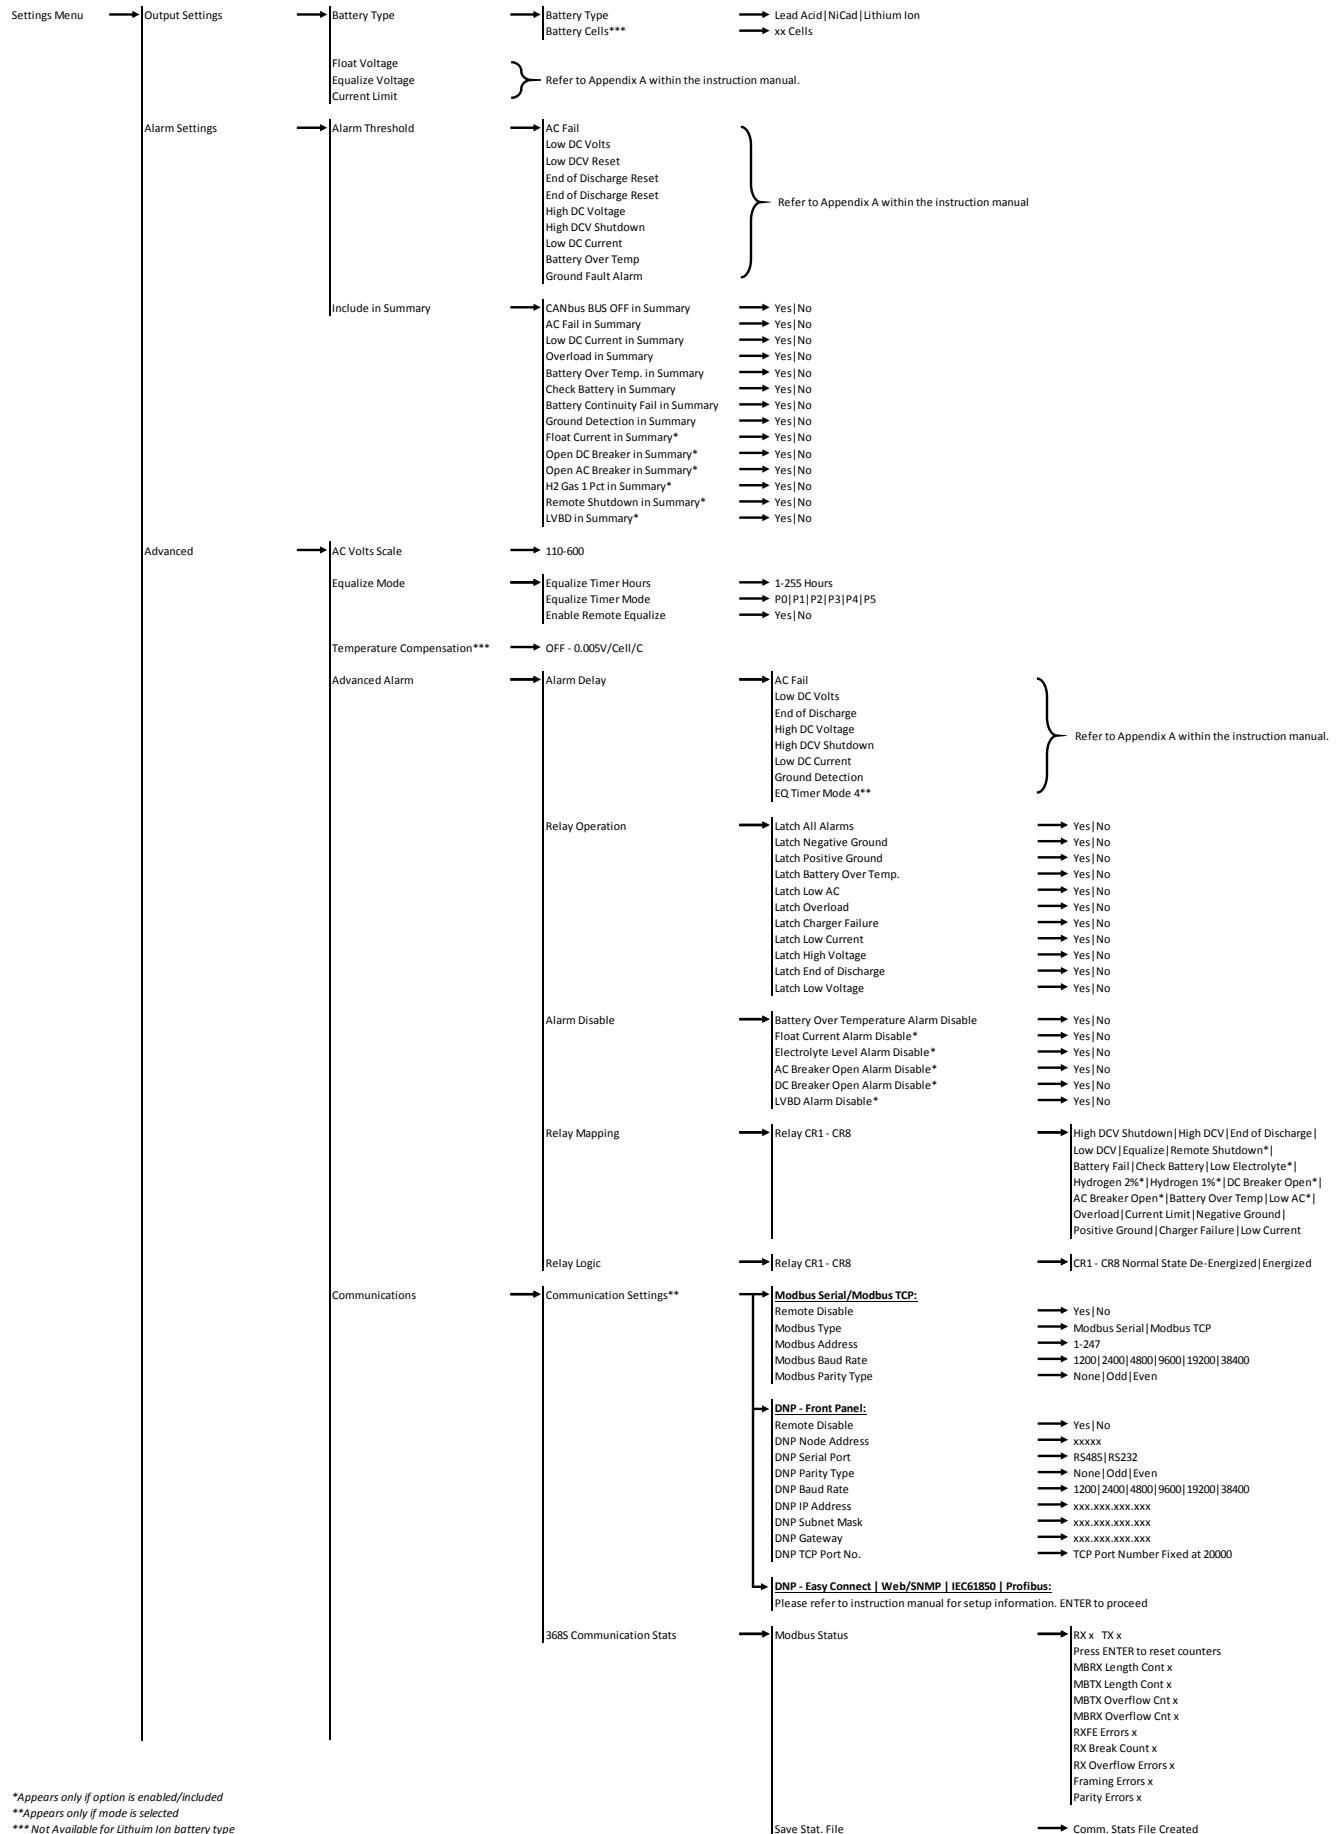 Settings Menu Output Settings Battery Type Battery Type Lead Acid|NiCad|Lithium Ion
Battery Cells*** xx Cells
Float Voltage
Equalize Voltage Refer to Appendix A within the instruction manual.
Current Limit
Alarm Settings Alarm Threshold AC Fail
Low DC Volts
Low DCV Reset
End of Discharge Reset
End of Discharge Reset
Refer to Appendix A within the instruction manual
High DC Voltage
High DCV Shutdown
Low DC Current
Battery Over Temp
Ground Fault Alarm
Include in Summary CANbus BUS OFF in Summary Yes|No
AC Fail in Summary Yes|No
Low DC Current in Summary Yes|No
Overload in Summary Yes|No
Battery Over Temp. in Summary Yes|No
Check Battery in Summary Yes|No
Battery Continuity Fail in Summary Yes|No
Ground Detection in Summary Yes|No
Float Current in Summary* Yes|No
Open DC Breaker in Summary* Yes|No
Open AC Breaker in Summary* Yes|No
H2 Gas 1 Pct in Summary* Yes|No
Remote Shutdown in Summary* Yes|No
LVBD in Summary* Yes|No
Advanced AC Volts Scale 110-600
Equalize Mode Equalize Timer Hours 1-255 Hours
Equalize Timer Mode P0|P1|P2|P3|P4|P5
Enable Remote Equalize Yes|No
Temperature Compensation*** OFF - 0.005V/Cell/C
Advanced Alarm Alarm Delay AC Fail
Low DC Volts
End of Discharge
High DC Voltage
Refer to Appendix A within the instruction manual.
High DCV Shutdown
Low DC Current
Ground Detection
EQ Timer Mode 4**
Relay Operation Latch All Alarms Yes|No
Latch Negative Ground Yes|No
Latch Positive Ground Yes|No
Latch Battery Over Temp. Yes|No
Latch Low AC Yes|No
Latch Overload Yes|No
Latch Charger Failure Yes|No
Latch Low Current Yes|No
Latch High Voltage Yes|No
Latch End of Discharge Yes|No
Latch Low Voltage Yes|No
Alarm Disable Battery Over Temperature Alarm Disable Yes|No
Float Current Alarm Disable* Yes|No
Electrolyte Level Alarm Disable* Yes|No
AC Breaker Open Alarm Disable* Yes|No
DC Breaker Open Alarm Disable* Yes|No
LVBD Alarm Disable* Yes|No
Relay Mapping Relay CR1 - CR8 High DCV Shutdown|High DCV|End of Discharge|
Low DCV|Equalize|Remote Shutdown*|
Battery Fail|Check Battery|Low Electrolyte*|
Hydrogen 2%*|Hydrogen 1%*|DC Breaker Open*|
AC Breaker Open*|Battery Over Temp|Low AC*|
Overload|Current Limit|Negative Ground|
Positive Ground|Charger Failure|Low Current
Relay Logic Relay CR1 - CR8 CR1 - CR8 Normal State De-Energized|Energized
Communications Communication Settings** Modbus Serial/Modbus TCP:
Remote Disable Yes|No
Modbus Type Modbus Serial|Modbus TCP
Modbus Address 1-247
Modbus Baud Rate 1200|2400|4800|9600|19200|38400
Modbus Parity Type None|Odd|Even
DNP - Front Panel:
Remote Disable Yes|No
DNP Node Address xxxxx
DNP Serial Port RS485|RS232
DNP Parity Type None|Odd|Even
DNP Baud Rate 1200|2400|4800|9600|19200|38400
DNP IP Address xxx.xxx.xxx.xxx
DNP Subnet Mask xxx.xxx.xxx.xxx
DNP Gateway xxx.xxx.xxx.xxx
DNP TCP Port No. TCP Port Number Fixed at 20000
DNP - Easy Connect | Web/SNMP | IEC61850 | Profibus:
Please refer to instruction manual for setup information. ENTER to proceed
368S Communication Stats Modbus Status RX x TX x
Press ENTER to reset counters
MBRX Length Cont x
MBTX Length Cont x
MBTX Overflow Cnt x
MBRX Overflow Cnt x
RXFE Errors x
RX Break Count x
RX Overflow Errors x
Framing Errors x
Parity Errors x
*Appears only if option is enabled/included
**Appears only if mode is selected
*** Not Available for Lithuim Ion battery type Save Stat. File Comm. Stats File Created